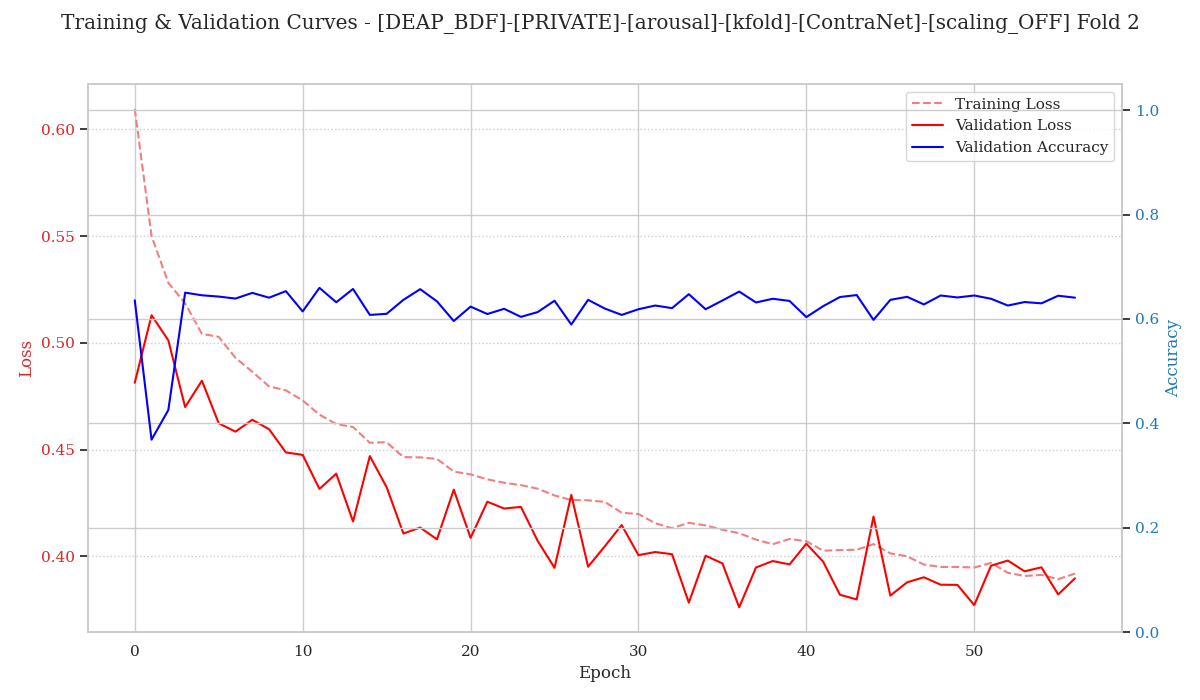 Training & Validation Curves - [DEAP_BDF]-[PRIVATE]-[arousal]-[kfold]-[ContraNet]-[scaling_OFF] Fold 2
Training Loss
Validation Loss
Validation Accuracy
Loss
0.60
0.55
0.50
0.45
0.40
Accuracy
1.0
0.8
0.6
0.4
0.2
0.0
0 10 20 30 40 50
Epoch